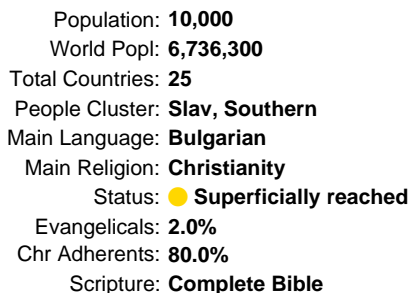 Population: 10,000
World Popl: 6,736,300
Total Countries: 25
People Cluster: Slav, Southern
Main Language: Bulgarian
Main Religion: Christianity
Status: Superficially reached
Evangelicals: 2.0%
Chr Adherents: 80.0%
Scripture: Complete Bible